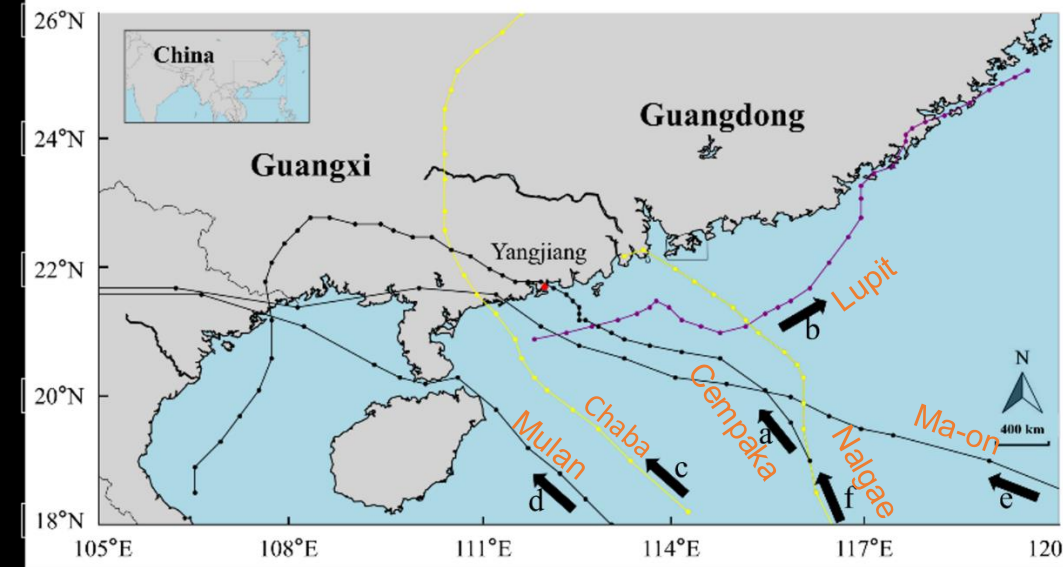 26°N
China
Guangdong
24°N
Guangxi
Yangjiang
22°N
Lupit
b
N
20°N
400 km
Mulan
Chaba
Cempaka
a
Nalgae
Ma-on
c
d
f
e
18°N
105°E
108°E
111°E
114°E
117°E
120